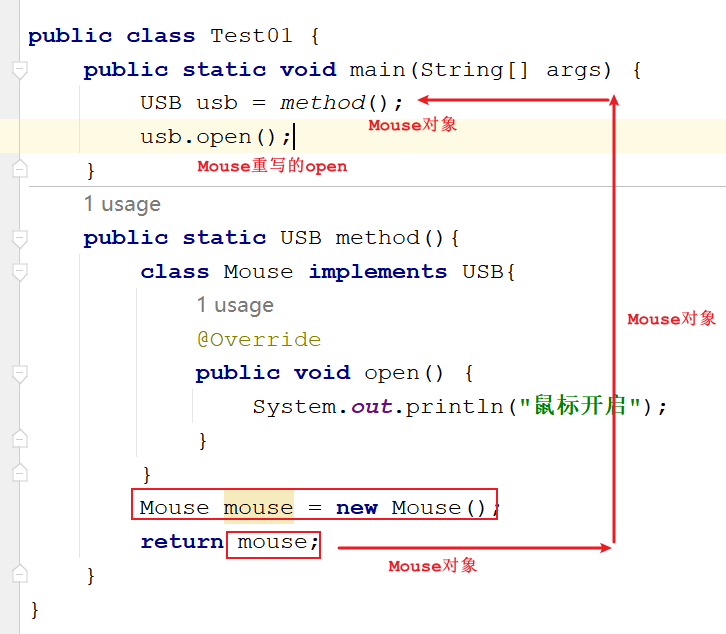 public class Test01 {
public static void main(String[] args) {
USB usb = method();
Mouse对象
usb.open();
Mouse重写的open
}
1 usage
public static USB method(){
class Mouse implements USB{
1 usage
Mouse对象
@Override
public void open() {
System.out.println("鼠标开启");
}
}
Mouse mouse = new Mouse();
return mouse;
Mouse对象
}
}